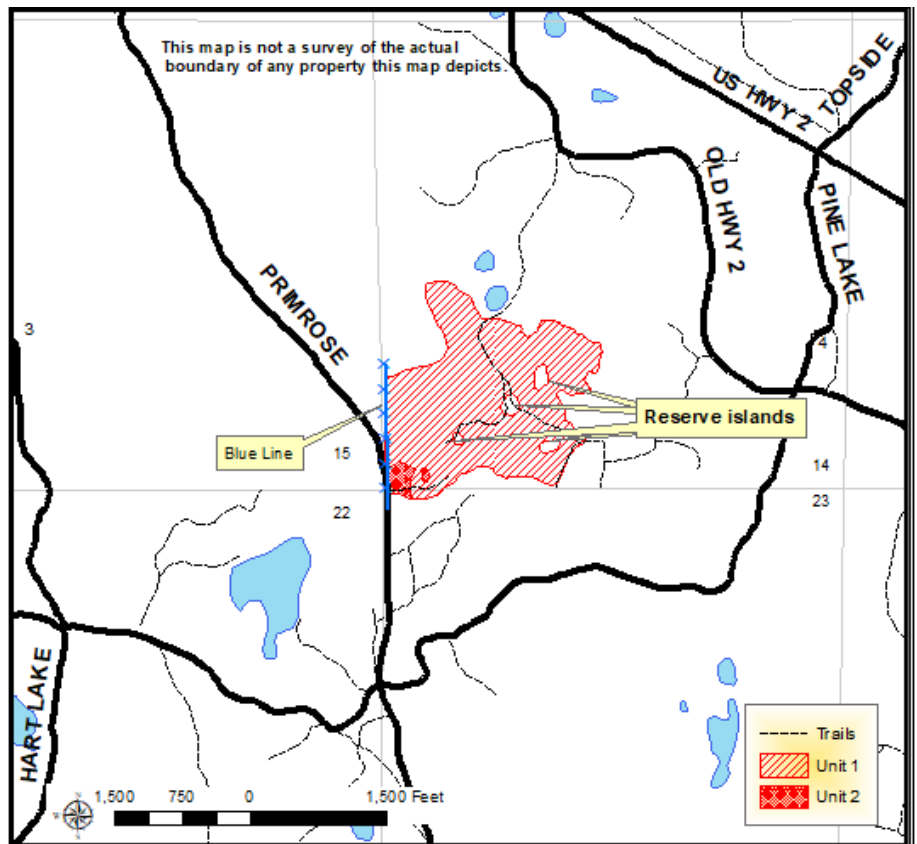 This map is not a survey of the actual
boundary of any property this map depicts.
US HWY 2
TOPSIDE
OLD HWY 2
PINE LAKE
PRIMROSE
3
4
Reserve islands
Blue Line
15
14
22
23
HART LAKE
Trails
Unit 1
Unit 2
1,500 750 0 1,500 Feet